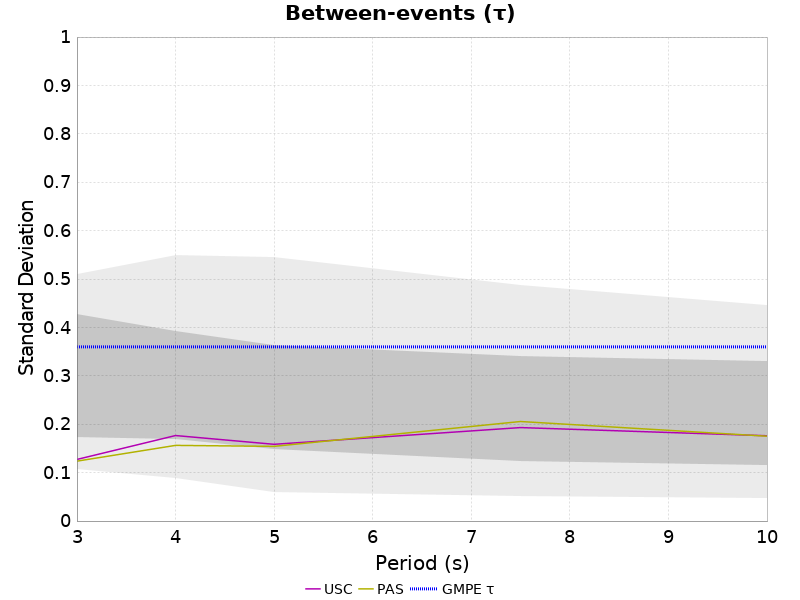 Between-events (τ)
Standard Deviation
1
0.9
0.8
0.7
0.6
0.5
0.4
0.3
0.2
0.1
0
3 4 5 6 7 8 9 10
Period (s)
USC PAS GMPE τ